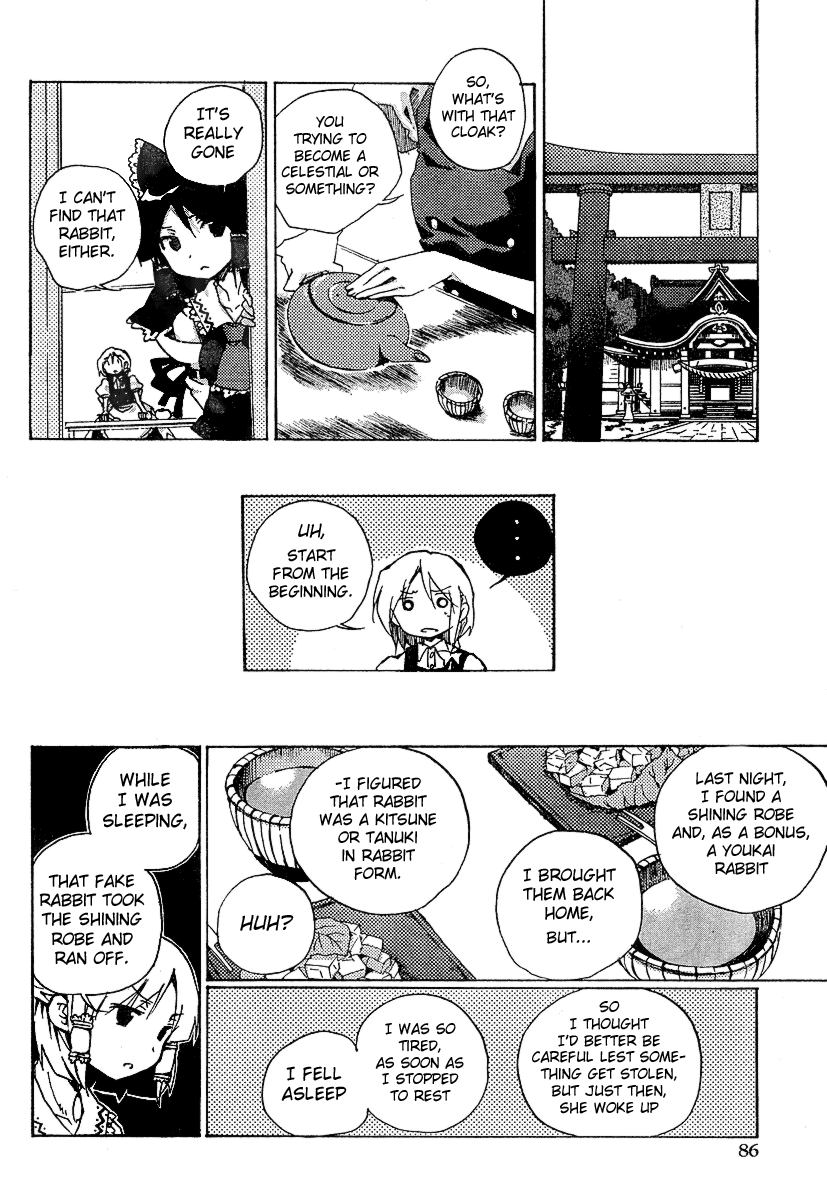 SO,
WHAT'S
WITH THAT
CLOAK?
YOU
TRYING TO
BECOME A
CELESTIAL OR
SOMETHING?
IT'S
REALLY
GONE
I CAN'T
FIND THAT
RABBIT,
EITHER.
...
UH,
START
FROM THE
BEGINNING.
LAST NIGHT,
I FOUND A
SHINING ROBE
AND, AS A BONUS,
A YOUKAI
RABBIT
I BROUGHT
THEM BACK
HOME,
BUT...
-I FIGURED
THAT RABBIT
WAS A KITSUNE
OR TANUKI
IN RABBIT
FORM.
HUH?
SO
I THOUGHT
I'D BETTER BE
CAREFUL LEST SOME-
THING GET STOLEN,
BUT JUST THEN,
SHE WOKE UP
I WAS SO
TIRED,
AS SOON AS
I STOPPED
TO REST
I FELL
ASLEEP
WHILE
I WAS
SLEEPING,
THAT FAKE
RABBIT TOOK
THE SHINING
ROBE AND
RAN OFF.
86